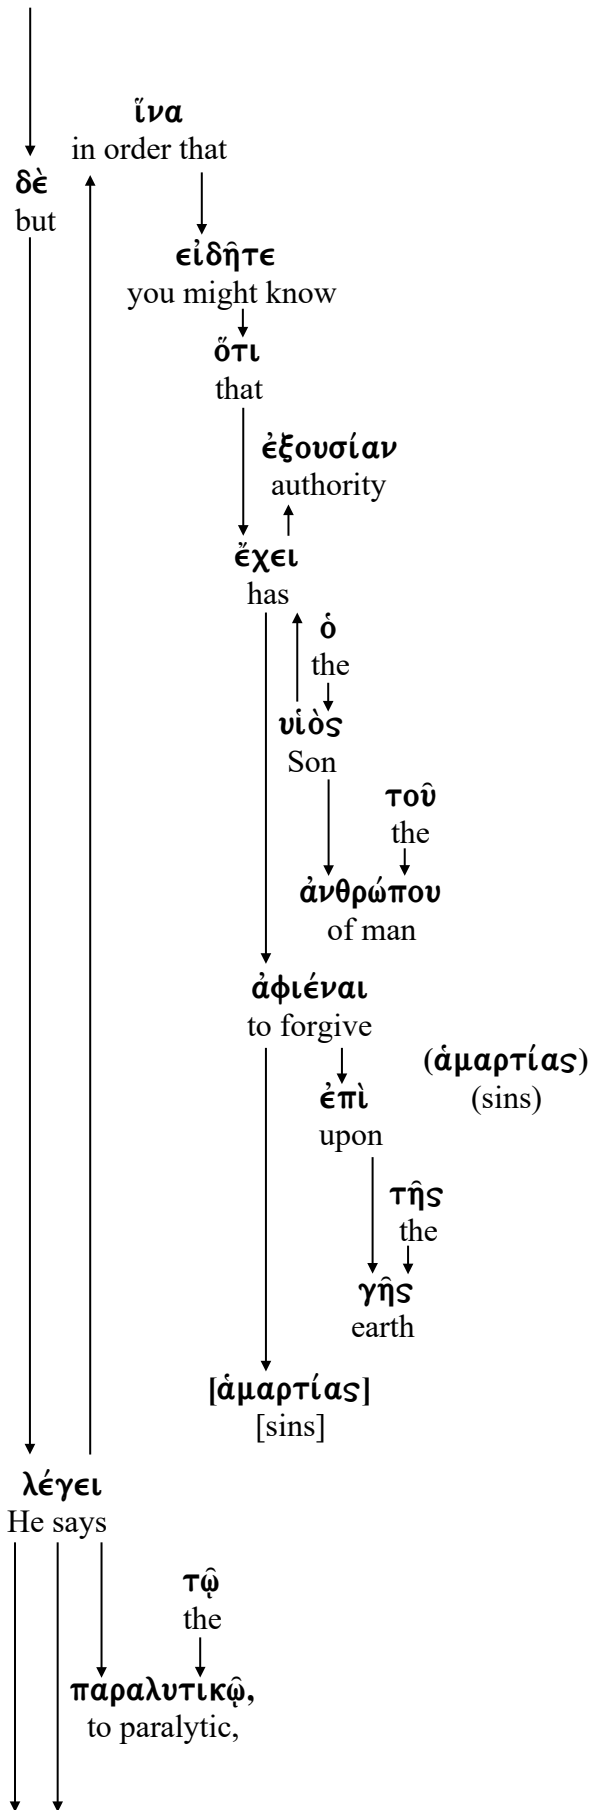 ἵνα
in order that
δὲ
but
εἰδῆτε
you might know
ὅτι
that
ἐξουσίαν
authority
ἔχει
has
ὁ
the
υἱὸς
Son
τοῦ
the
ἀνθρώπου
of man
ἀφιέναι
to forgive
(ἁμαρτίας)
(sins)
ἐπὶ
upon
τῆς
the
γῆς
earth
[ἁμαρτίας]
[sins]
λέγει
He says
τῷ
the
παραλυτικῷ,
to paralytic,